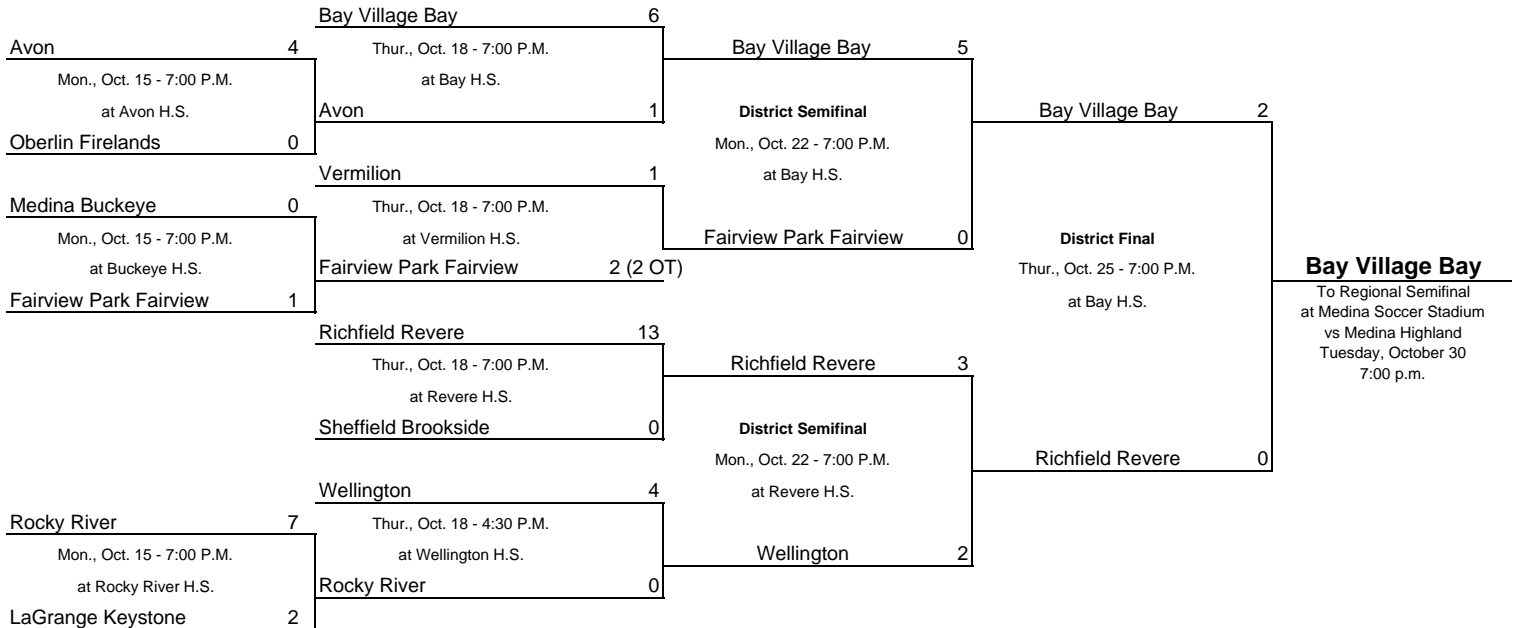 Avon 4
Mon., Oct. 15 - 7:00 P.M.
at Avon H.S.
Oberlin Firelands 0
Medina Buckeye 0
Mon., Oct. 15 - 7:00 P.M.
at Buckeye H.S.
Fairview Park Fairview 1
Rocky River 7
Mon., Oct. 15 - 7:00 P.M.
at Rocky River H.S.
LaGrange Keystone 2
Bay Village Bay 6
Thur., Oct. 18 - 7:00 P.M.
at Bay H.S.
Avon 1
Vermilion 1
Thur., Oct. 18 - 7:00 P.M.
at Vermilion H.S.
Fairview Park Fairview 2 (2 OT)
Richfield Revere 13
Thur., Oct. 18 - 7:00 P.M.
at Revere H.S.
Sheffield Brookside 0
Wellington 4
Thur., Oct. 18 - 4:30 P.M.
at Wellington H.S.
Rocky River 0
Bay Village Bay 5
District Semifinal
Mon., Oct. 22 - 7:00 P.M.
at Bay H.S.
Fairview Park Fairview 0
Richfield Revere 3
District Semifinal
Mon., Oct. 22 - 7:00 P.M.
at Revere H.S.
Wellington 2
Bay Village Bay 2
District Final
Thur., Oct. 25 - 7:00 P.M.
at Bay H.S.
Richfield Revere 0
Bay Village Bay
To Regional Semifinal
at Medina Soccer Stadium
vs Medina Highland
Tuesday, October 30
7:00 p.m.